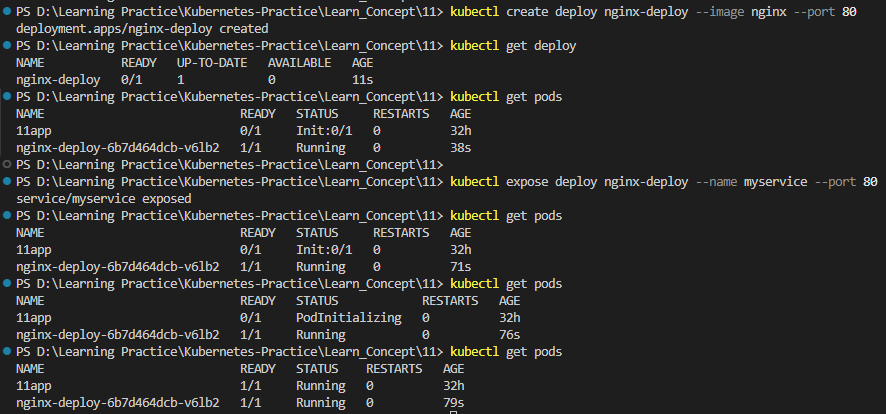 PS D:\Learning Practice\Kubernetes-Practice\Learn_Concept\11> kubectl create deploy nginx-deploy --image nginx --port 80
deployment.apps/nginx-deploy created
PS D:\Learning Practice\Kubernetes-Practice\Learn_Concept\11> kubectl get deploy
NAME READY UP-TO-DATE AVAILABLE AGE
nginx-deploy 0/1 1 0 11s
PS D:\Learning Practice\Kubernetes-Practice\Learn_Concept\11> kubectl get pods
NAME READY STATUS RESTARTS AGE
11app 0/1 Init:0/1 0 32h
nginx-deploy-6b7d464dcb-v6lb2 1/1 Running 0 38s
PS D:\Learning Practice\Kubernetes-Practice\Learn_Concept\11>
PS D:\Learning Practice\Kubernetes-Practice\Learn_Concept\11> kubectl expose deploy nginx-deploy --name myservice --port 80
service/myservice exposed
PS D:\Learning Practice\Kubernetes-Practice\Learn_Concept\11> kubectl get pods
NAME READY STATUS RESTARTS AGE
11app 0/1 Init:0/1 0 32h
nginx-deploy-6b7d464dcb-v6lb2 1/1 Running 0 71s
PS D:\Learning Practice\Kubernetes-Practice\Learn_Concept\11> kubectl get pods
NAME READY STATUS RESTARTS AGE
11app 0/1 PodInitializing 0 32h
nginx-deploy-6b7d464dcb-v6lb2 1/1 Running 0 76s
PS D:\Learning Practice\Kubernetes-Practice\Learn_Concept\11> kubectl get pods
NAME READY STATUS RESTARTS AGE
11app 1/1 Running 0 32h
nginx-deploy-6b7d464dcb-v6lb2 1/1 Running 0 79s